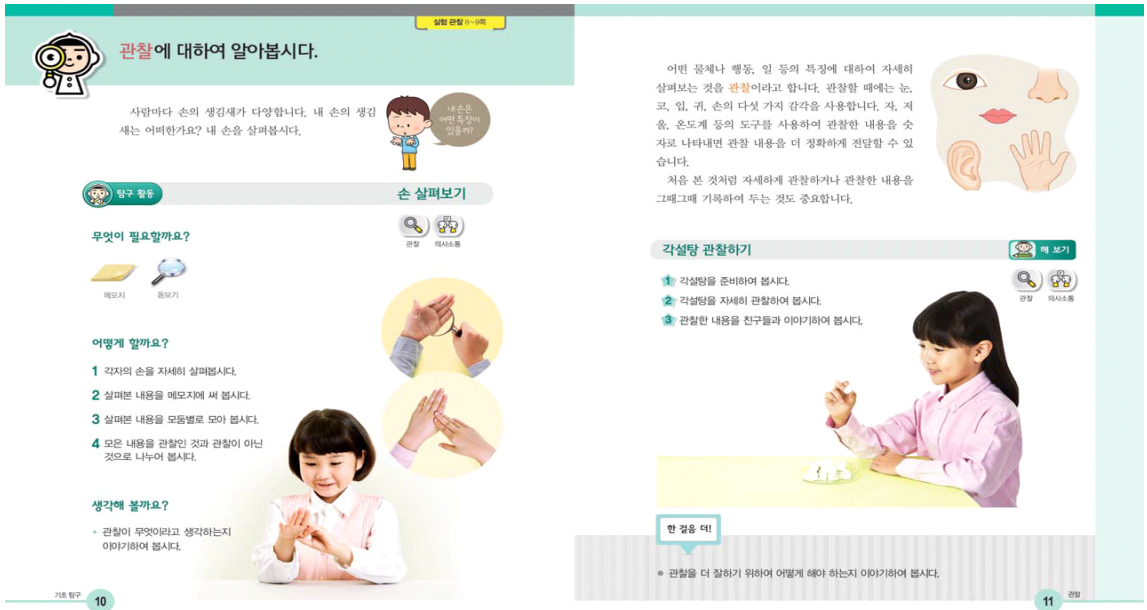 실험 관찰 8~9쪽
관찰에 대하여 알아봅시다.
사람마다 손의 생김새가 다양합니다. 내 손의 생김
새는 어떠한가요? 내 손을 살펴봅시다.
내 손은
어떤 특징이
있을까?
탐구 활동
손 살펴보기
관찰 의사소통
무엇이 필요할까요?
메모지 돋보기
어떻게 할까요?
1 각자의 손을 자세히 살펴봅시다.
2 살펴본 내용을 메모지에 써 봅시다.
3 살펴본 내용을 모둠별로 모아 봅시다.
4 모은 내용을 관찰인 것과 관찰이 아닌
것으로 나누어 봅시다.
생각해 볼까요?
• 관찰이 무엇이라고 생각하는지
이야기하여 봅시다.
기초 탐구 10
어떤 물체나 행동, 일 등의 특징에 대하여 자세히
살펴보는 것을 관찰이라고 합니다. 관찰할 때에는 눈,
코, 입, 귀, 손의 다섯 가지 감각을 사용합니다. 자, 저
울, 온도계 등의 도구를 사용하여 관찰한 내용을 숫
자로 나타내면 관찰 내용을 더 정확하게 전달할 수 있
습니다.
처음 본 것처럼 자세하게 관찰하거나 관찰한 내용을
그때그때 기록하여 두는 것도 중요합니다.
각설탕 관찰하기
해 보기
관찰 의사소통
1 각설탕을 준비하여 봅시다.
2 각설탕을 자세히 관찰하여 봅시다.
3 관찰한 내용을 친구들과 이야기하여 봅시다.
한 걸음 더!
● 관찰을 더 잘하기 위하여 어떻게 해야 하는지 이야기하여 봅시다.
11 관찰